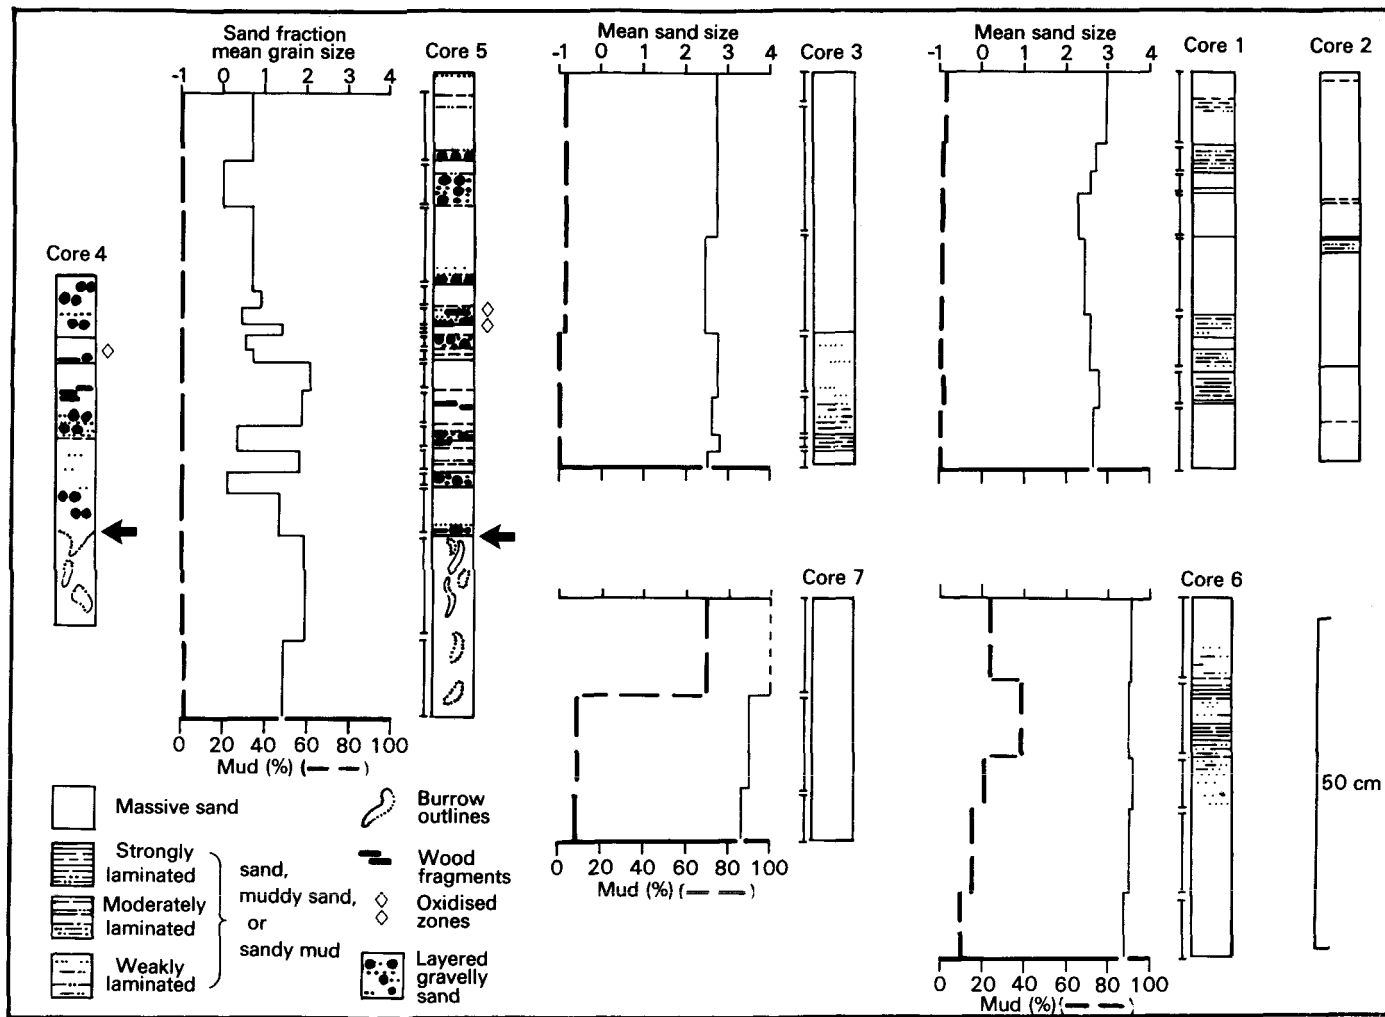 Sand fraction
mean grain size
-1 0 1 2 3 4
Core 5
Mean sand size
-1 0 1 2 3 4
Core 3
Mean sand size
-1 0 1 2 3 4
Core 1
Core 2
Core 4
Core 7
Core 6
50 cm
0 20 40 60 80 100
Mud (%) (— —)
0 20 40 60 80 100
Mud (%) (— —)
0 20 40 60 80 100
Mud (%) (— —)
Massive sand
Strongly
laminated
Moderately
laminated
Weakly
laminated
sand,
muddy sand,
or
sandy mud
Burrow
outlines
Wood
fragments
Oxidised
zones
Layered
gravelly
sand